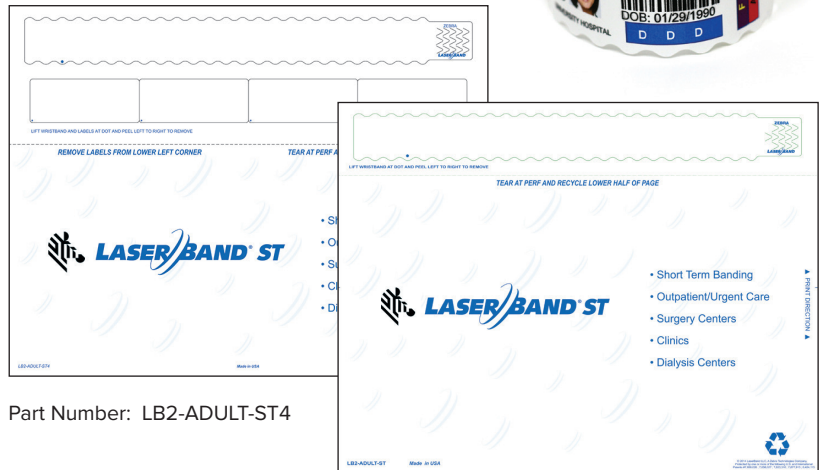 UNIVERSITY HOSPITAL
DOB: 01/29/1990
D D D
F
ZEBRA
LASERBAND
LIFT WRISTBAND AND LABELS AT DOT AND PEEL LEFT TO RIGHT TO REMOVE
REMOVE LABELS FROM LOWER LEFT CORNER
TEAR AT PERF A
LASERBAND® ST
• Sh
• Ou
• Su
• Cl
• Di
LB2-ADULT-ST4
Made in USA
ZEBRA
LASERBAND
LIFT WRISTBAND AT DOT AND PEEL LEFT TO RIGHT TO REMOVE
TEAR AT PERF AND RECYCLE LOWER HALF OF PAGE
LASERBAND® ST
• Short Term Banding
• Outpatient/Urgent Care
• Surgery Centers
• Clinics
• Dialysis Centers
▲ PRINT DIRECTION ▲
LB2-ADULT-ST
Made in USA
Part Number: LB2-ADULT-ST4